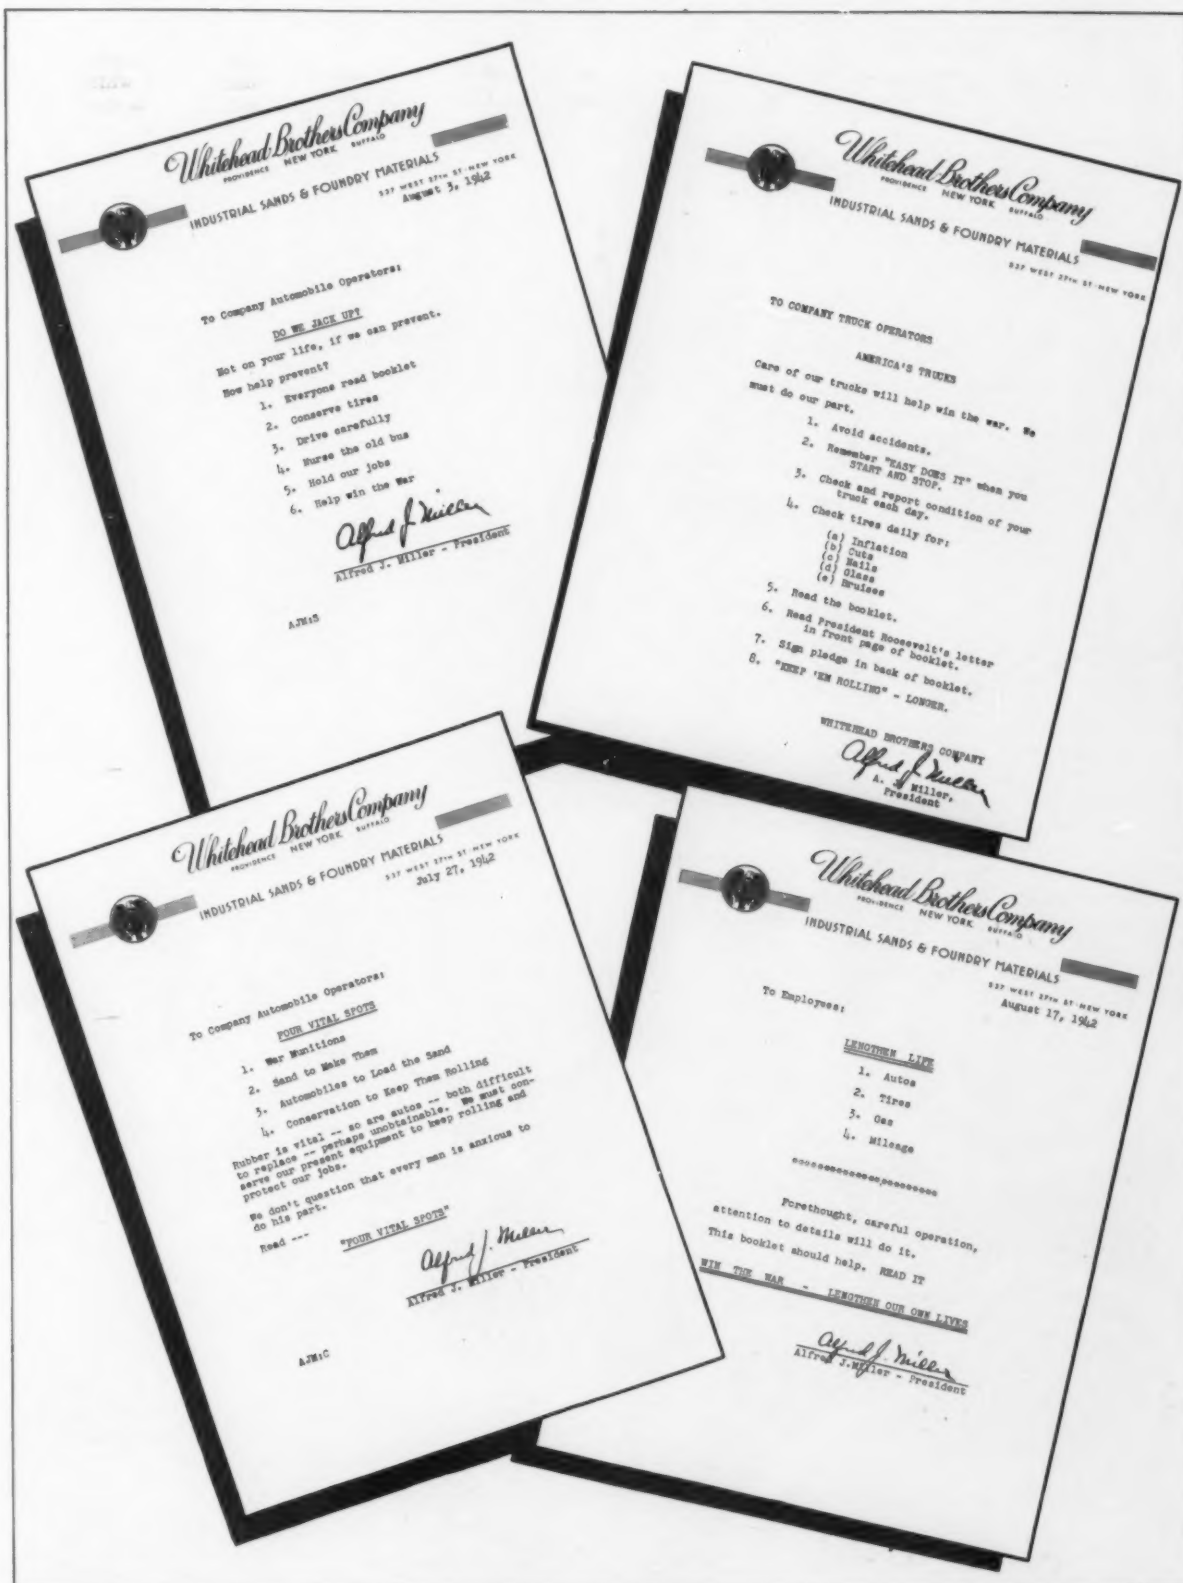 Whitehead Brothers Company
PROVIDENCE NEW YORK BUFFALO
INDUSTRIAL SANDS & FOUNDRY MATERIALS
537 WEST 27TH ST · NEW YORK
August 3, 1942
To Company Automobile Operators:
DO WE JACK UP?
Not on your life, if we can prevent.
How help prevent?
1. Everyone read booklet
2. Conserve tires
3. Drive carefully
4. Nurse the old bus
5. Hold our jobs
6. Help win the War
Alfred J. Miller
Alfred J. Miller - President
AJM:S
Whitehead Brothers Company
PROVIDENCE NEW YORK BUFFALO
INDUSTRIAL SANDS & FOUNDRY MATERIALS
537 WEST 27TH ST · NEW YORK
TO COMPANY TRUCK OPERATORS
AMERICA'S TRUCKS
Care of our trucks will help win the war. We
must do our part.
1. Avoid accidents.
2. Remember "EASY DOES IT" when you
START AND STOP.
3. Check and report condition of your
truck each day.
4. Check tires daily for:
(a) Inflation
(b) Cuts
(c) Nails
(d) Glass
(e) Bruises
5. Read the booklet.
6. Read President Roosevelt's letter
in front page of booklet.
7. Sign pledge in back of booklet.
8. "KEEP 'EM ROLLING" - LONGER.
WHITEHEAD BROTHERS COMPANY
Alfred J. Miller
A. J. Miller,
President
Whitehead Brothers Company
PROVIDENCE NEW YORK BUFFALO
INDUSTRIAL SANDS & FOUNDRY MATERIALS
537 WEST 27TH ST · NEW YORK
July 27, 1942
To Company Automobile Operators:
FOUR VITAL SPOTS
1. War Munitions
2. Sand to Make Them
3. Automobiles to Load the Sand
4. Conservation to Keep Them Rolling
Rubber is vital -- so are autos -- both difficult
to replace -- perhaps unobtainable. We must con-
serve our present equipment to keep rolling and
protect our jobs.
We don't question that every man is anxious to
do his part.
Read --- "FOUR VITAL SPOTS"
Alfred J. Miller
Alfred J. Miller - President
AJM:C
Whitehead Brothers Company
PROVIDENCE NEW YORK BUFFALO
INDUSTRIAL SANDS & FOUNDRY MATERIALS
537 WEST 27TH ST · NEW YORK
August 17, 1942
To Employees:
LENGTHEN LIFE
1. Autos
2. Tires
3. Gas
4. Mileage
Forethought, careful operation,
attention to details will do it.
This booklet should help. READ IT
WIN THE WAR - LENGTHEN OUR OWN LIVES
Alfred J. Miller
Alfred J. Miller - President